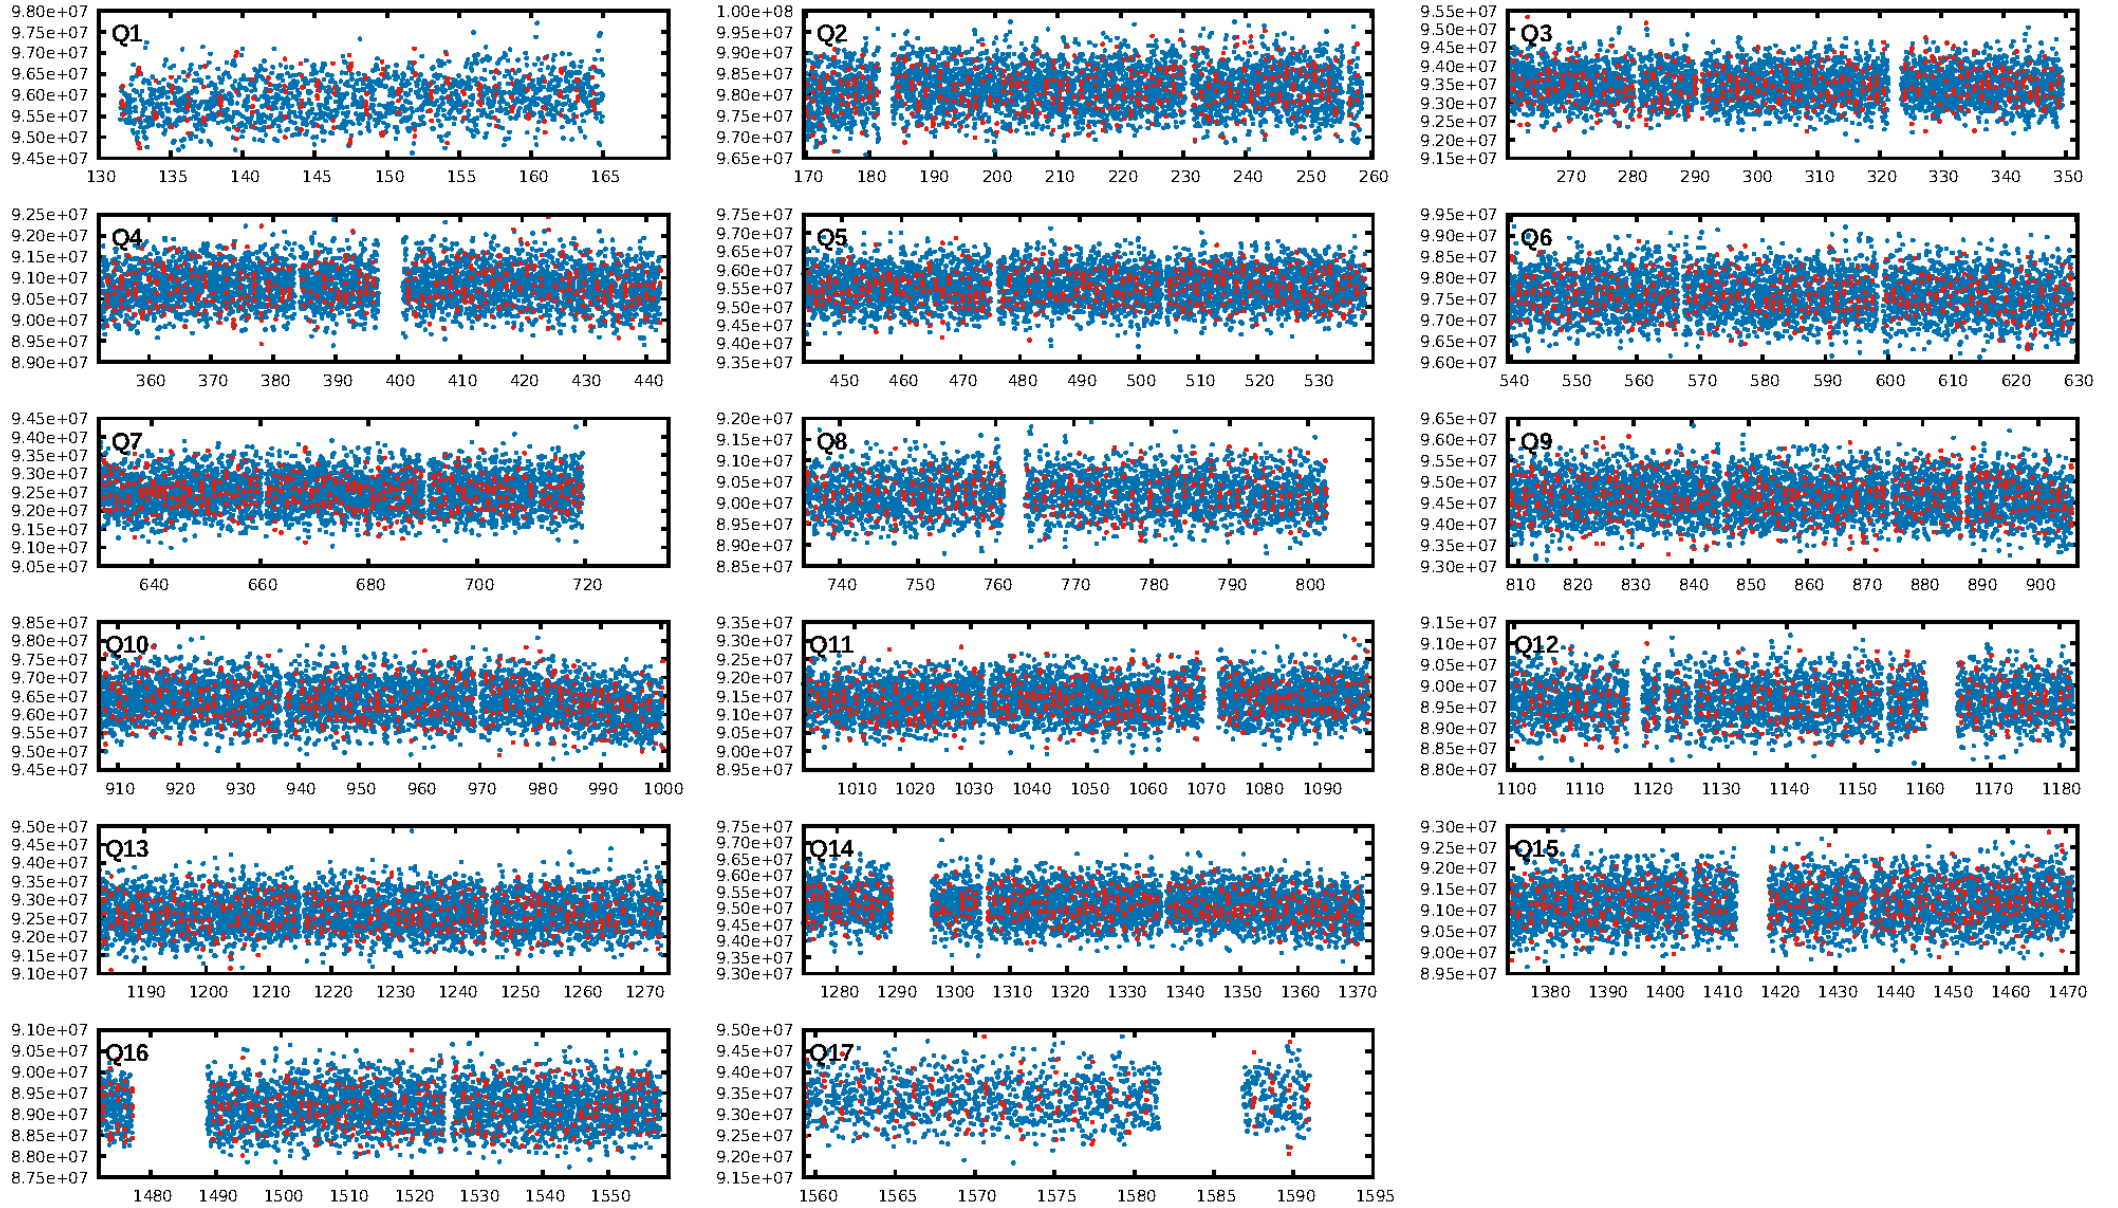 Q1
9.80e+07
9.75e+07
9.70e+07
9.65e+07
9.60e+07
9.55e+07
9.50e+07
9.45e+07
130 135 140 145 150 155 160 165
Q2
1.00e+08
9.95e+07
9.90e+07
9.85e+07
9.80e+07
9.75e+07
9.70e+07
9.65e+07
170 180 190 200 210 220 230 240 250 260
Q3
9.55e+07
9.50e+07
9.45e+07
9.40e+07
9.35e+07
9.30e+07
9.25e+07
9.20e+07
9.15e+07
270 280 290 300 310 320 330 340 350
Q4
9.25e+07
9.20e+07
9.15e+07
9.10e+07
9.05e+07
9.00e+07
8.95e+07
8.90e+07
360 370 380 390 400 410 420 430 440
Q5
9.75e+07
9.70e+07
9.65e+07
9.60e+07
9.55e+07
9.50e+07
9.45e+07
9.40e+07
9.35e+07
450 460 470 480 490 500 510 520 530
Q6
9.95e+07
9.90e+07
9.85e+07
9.80e+07
9.75e+07
9.70e+07
9.65e+07
9.60e+07
540 550 560 570 580 590 600 610 620 630
Q7
9.45e+07
9.40e+07
9.35e+07
9.30e+07
9.25e+07
9.20e+07
9.15e+07
9.10e+07
9.05e+07
640 660 680 700 720
Q8
9.20e+07
9.15e+07
9.10e+07
9.05e+07
9.00e+07
8.95e+07
8.90e+07
8.85e+07
740 750 760 770 780 790 800
Q9
9.65e+07
9.60e+07
9.55e+07
9.50e+07
9.45e+07
9.40e+07
9.35e+07
9.30e+07
810 820 830 840 850 860 870 880 890 900
Q10
9.85e+07
9.80e+07
9.75e+07
9.70e+07
9.65e+07
9.60e+07
9.55e+07
9.50e+07
9.45e+07
910 920 930 940 950 960 970 980 990 1000
Q11
9.35e+07
9.30e+07
9.25e+07
9.20e+07
9.15e+07
9.10e+07
9.05e+07
9.00e+07
8.95e+07
1010 1020 1030 1040 1050 1060 1070 1080 1090
Q12
9.15e+07
9.10e+07
9.05e+07
9.00e+07
8.95e+07
8.90e+07
8.85e+07
8.80e+07
1100 1110 1120 1130 1140 1150 1160 1170 1180
Q13
9.50e+07
9.45e+07
9.40e+07
9.35e+07
9.30e+07
9.25e+07
9.20e+07
9.15e+07
9.10e+07
1190 1200 1210 1220 1230 1240 1250 1260 1270
Q14
9.75e+07
9.70e+07
9.65e+07
9.60e+07
9.55e+07
9.50e+07
9.45e+07
9.40e+07
9.35e+07
9.30e+07
1280 1290 1300 1310 1320 1330 1340 1350 1360 1370
Q15
9.30e+07
9.25e+07
9.20e+07
9.15e+07
9.10e+07
9.05e+07
9.00e+07
8.95e+07
1380 1390 1400 1410 1420 1430 1440 1450 1460 1470
Q16
9.10e+07
9.05e+07
9.00e+07
8.95e+07
8.90e+07
8.85e+07
8.80e+07
8.75e+07
1480 1490 1500 1510 1520 1530 1540 1550
Q17
9.50e+07
9.45e+07
9.40e+07
9.35e+07
9.30e+07
9.25e+07
9.20e+07
9.15e+07
1560 1565 1570 1575 1580 1585 1590 1595